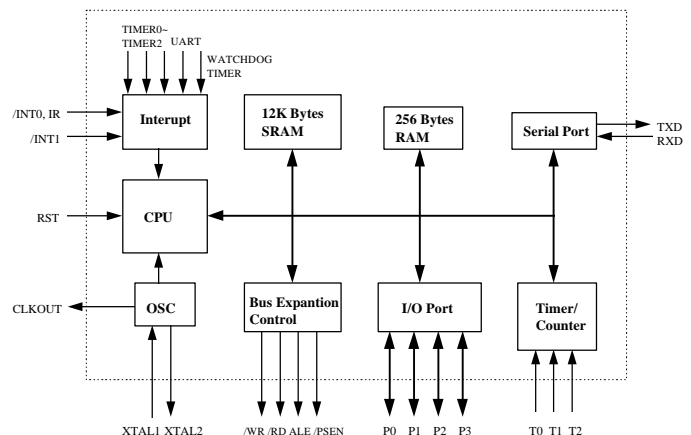 TIMER0~
TIMER2
UART
WATCHDOG
TIMER
/INT0, IR
/INT1
Interupt
12K Bytes
SRAM
256 Bytes
RAM
Serial Port
TXD
RXD
RST
CPU
CLKOUT
OSC
Bus Expantion
Control
I/O Port
Timer/
Counter
XTAL1 XTAL2
/WR /RD ALE /PSEN
P0 P1 P2 P3
T0 T1 T2